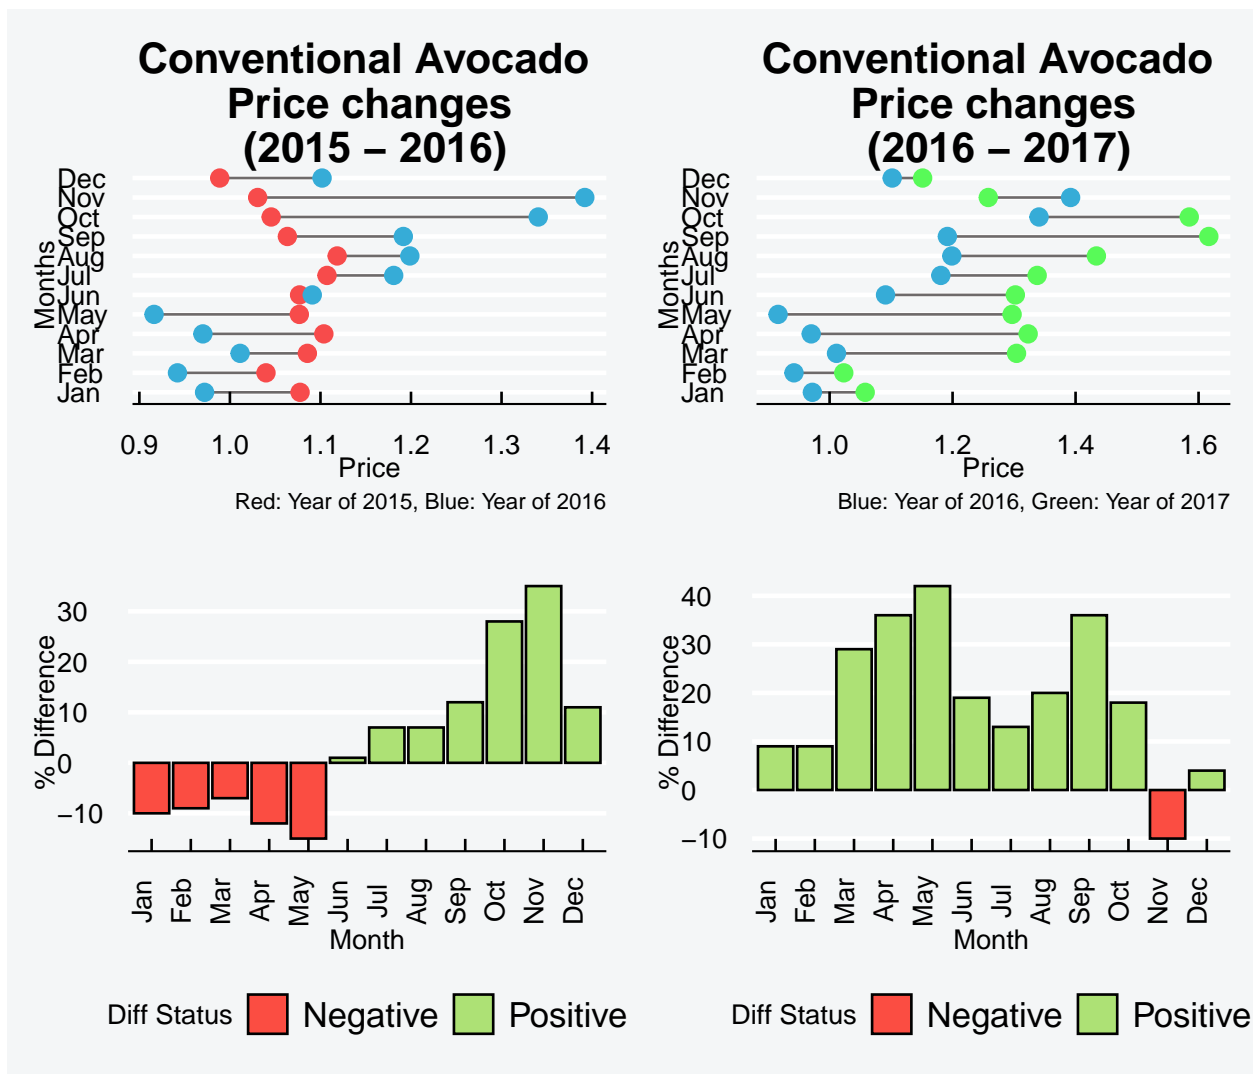 Conventional Avocado
Price changes
(2015 – 2016)
Months
Dec
Nov
Oct
Sep
Aug
Jul
Jun
May
Apr
Mar
Feb
Jan
0.9 1.0 1.1 1.2 1.3 1.4
Price
Red: Year of 2015, Blue: Year of 2016
Conventional Avocado
Price changes
(2016 – 2017)
Months
Dec
Nov
Oct
Sep
Aug
Jul
Jun
May
Apr
Mar
Feb
Jan
1.0 1.2 1.4 1.6
Price
Blue: Year of 2016, Green: Year of 2017
% Difference
30
20
10
0
−10
Jan Feb Mar Apr May Jun Jul Aug Sep Oct Nov Dec
Month
Diff Status Negative Positive
% Difference
40
30
20
10
0
−10
Jan Feb Mar Apr May Jun Jul Aug Sep Oct Nov Dec
Month
Diff Status Negative Positive